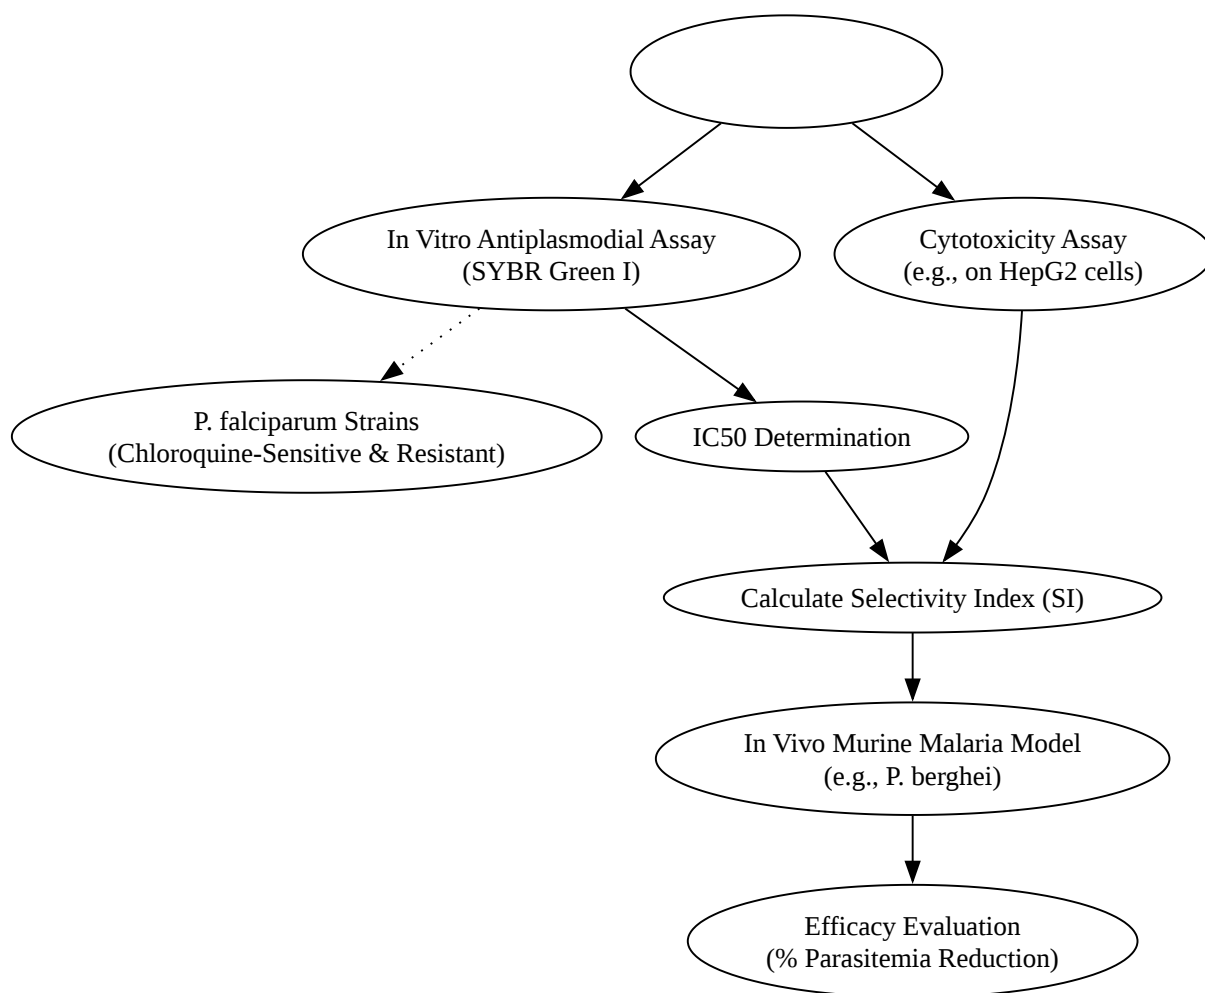 In Vitro Antiplasmodial Assay
(SYBR Green I)
Cytotoxicity Assay
(e.g., on HepG2 cells)
P. falciparum Strains
(Chloroquine-Sensitive & Resistant)
IC50 Determination
Calculate Selectivity Index (SI)
In Vivo Murine Malaria Model
(e.g., P. berghei)
Efficacy Evaluation
(% Parasitemia Reduction)